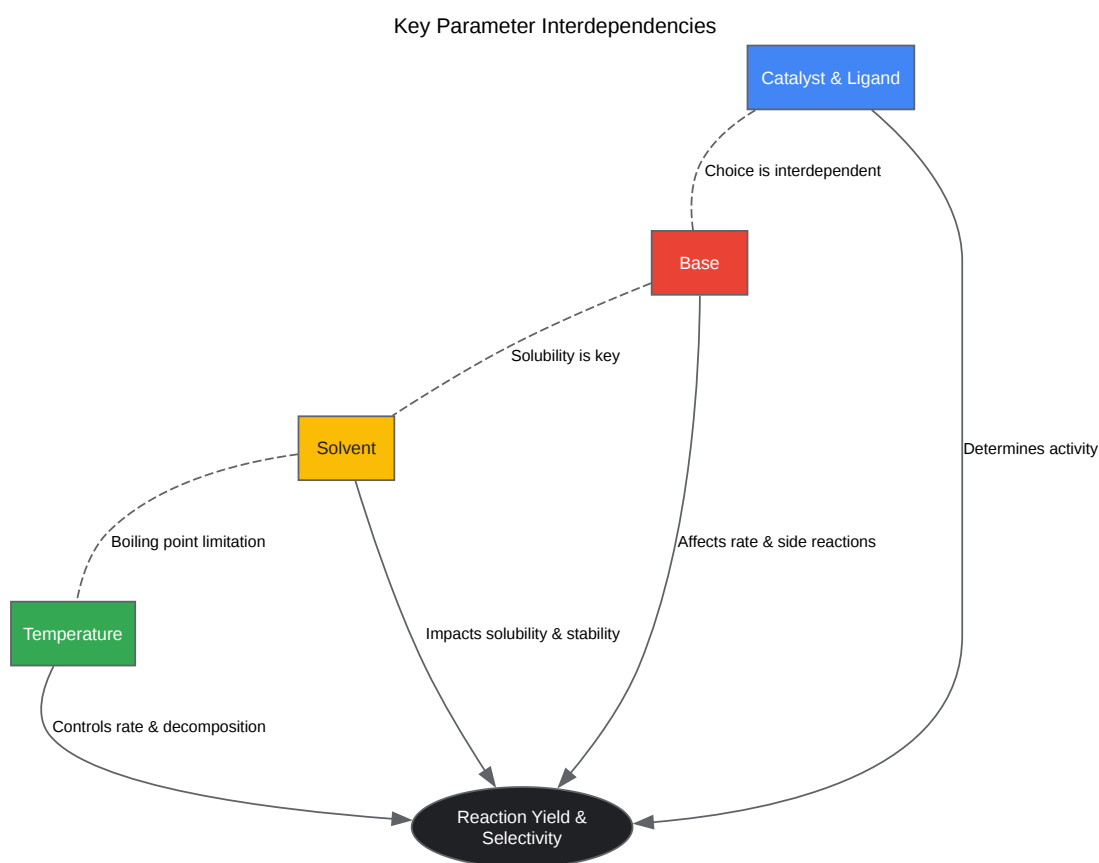 Key Parameter Interdependencies
Catalyst & Ligand
Choice is interdependent
Base
Solubility is key
Solvent
Determines activity
Boiling point limitation
Affects rate & side reactions
Temperature
Impacts solubility & stability
Controls rate & decomposition
Reaction Yield &
Selectivity